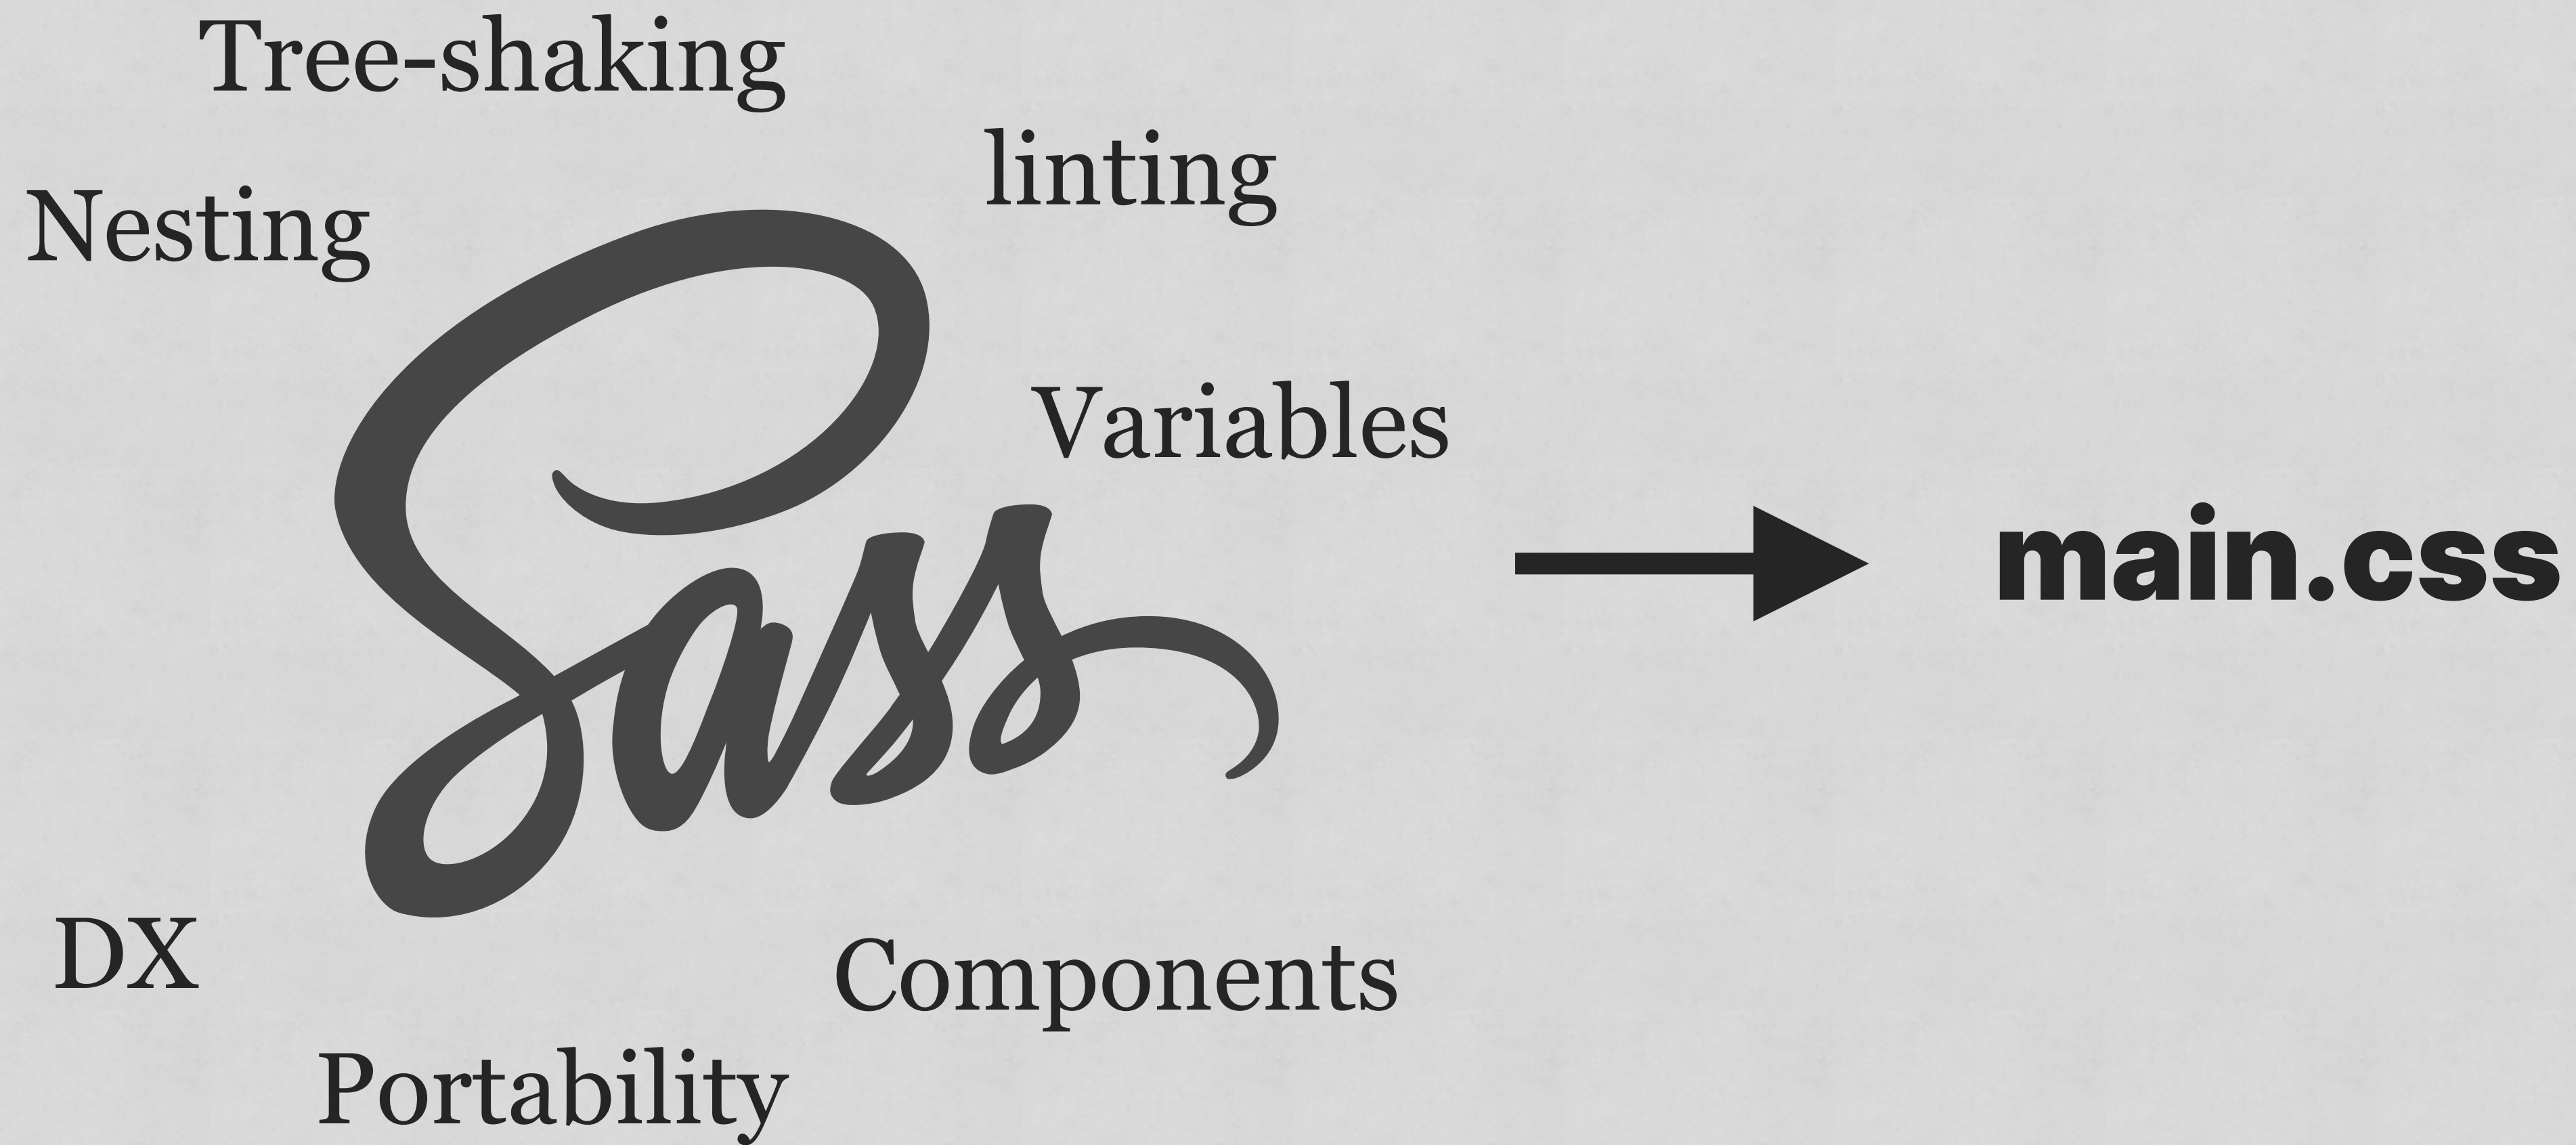 Tree-shaking
linting
Nesting
Variables
Sass
main.css
DX
Components
Portability